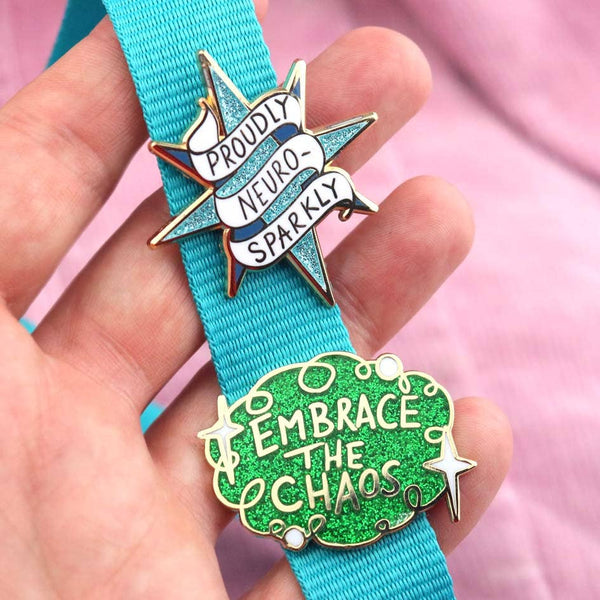 PROUDLY
NEURO-
SPARKLY
EMBRACE
THE
CHAOS